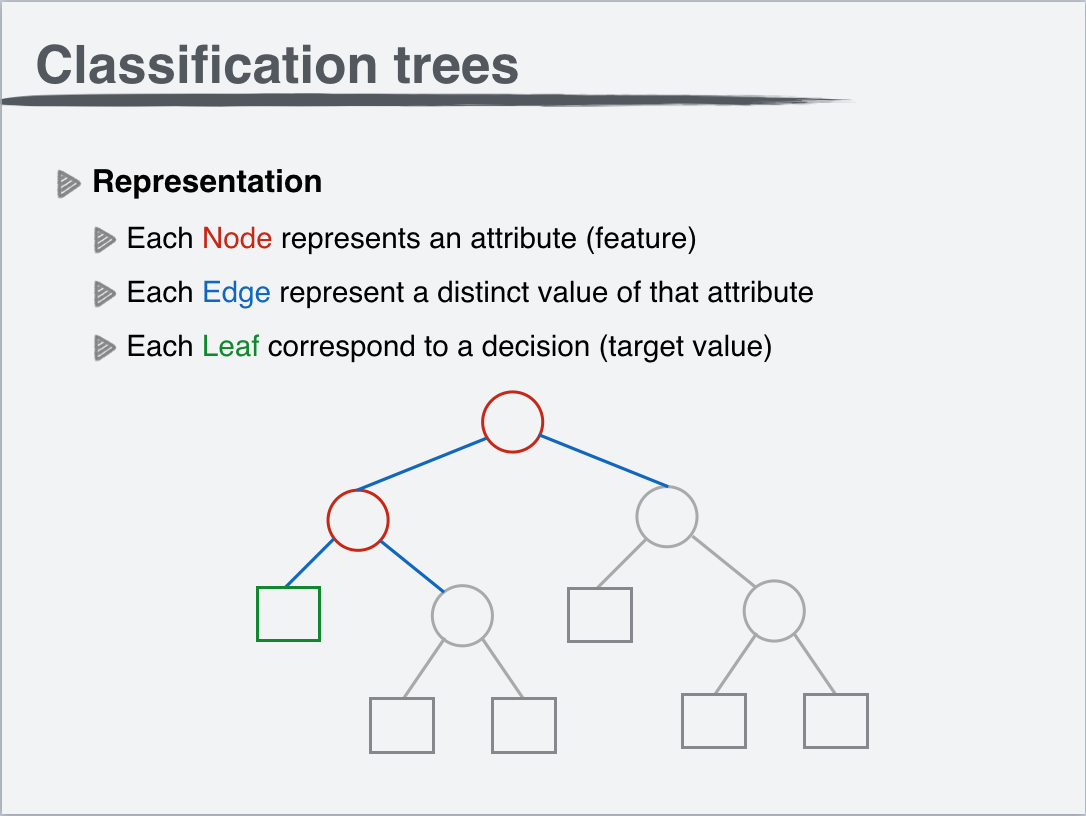 Classification trees
Representation
Each Node represents an attribute (feature)
Each Edge represent a distinct value of that attribute
Each Leaf correspond to a decision (target value)